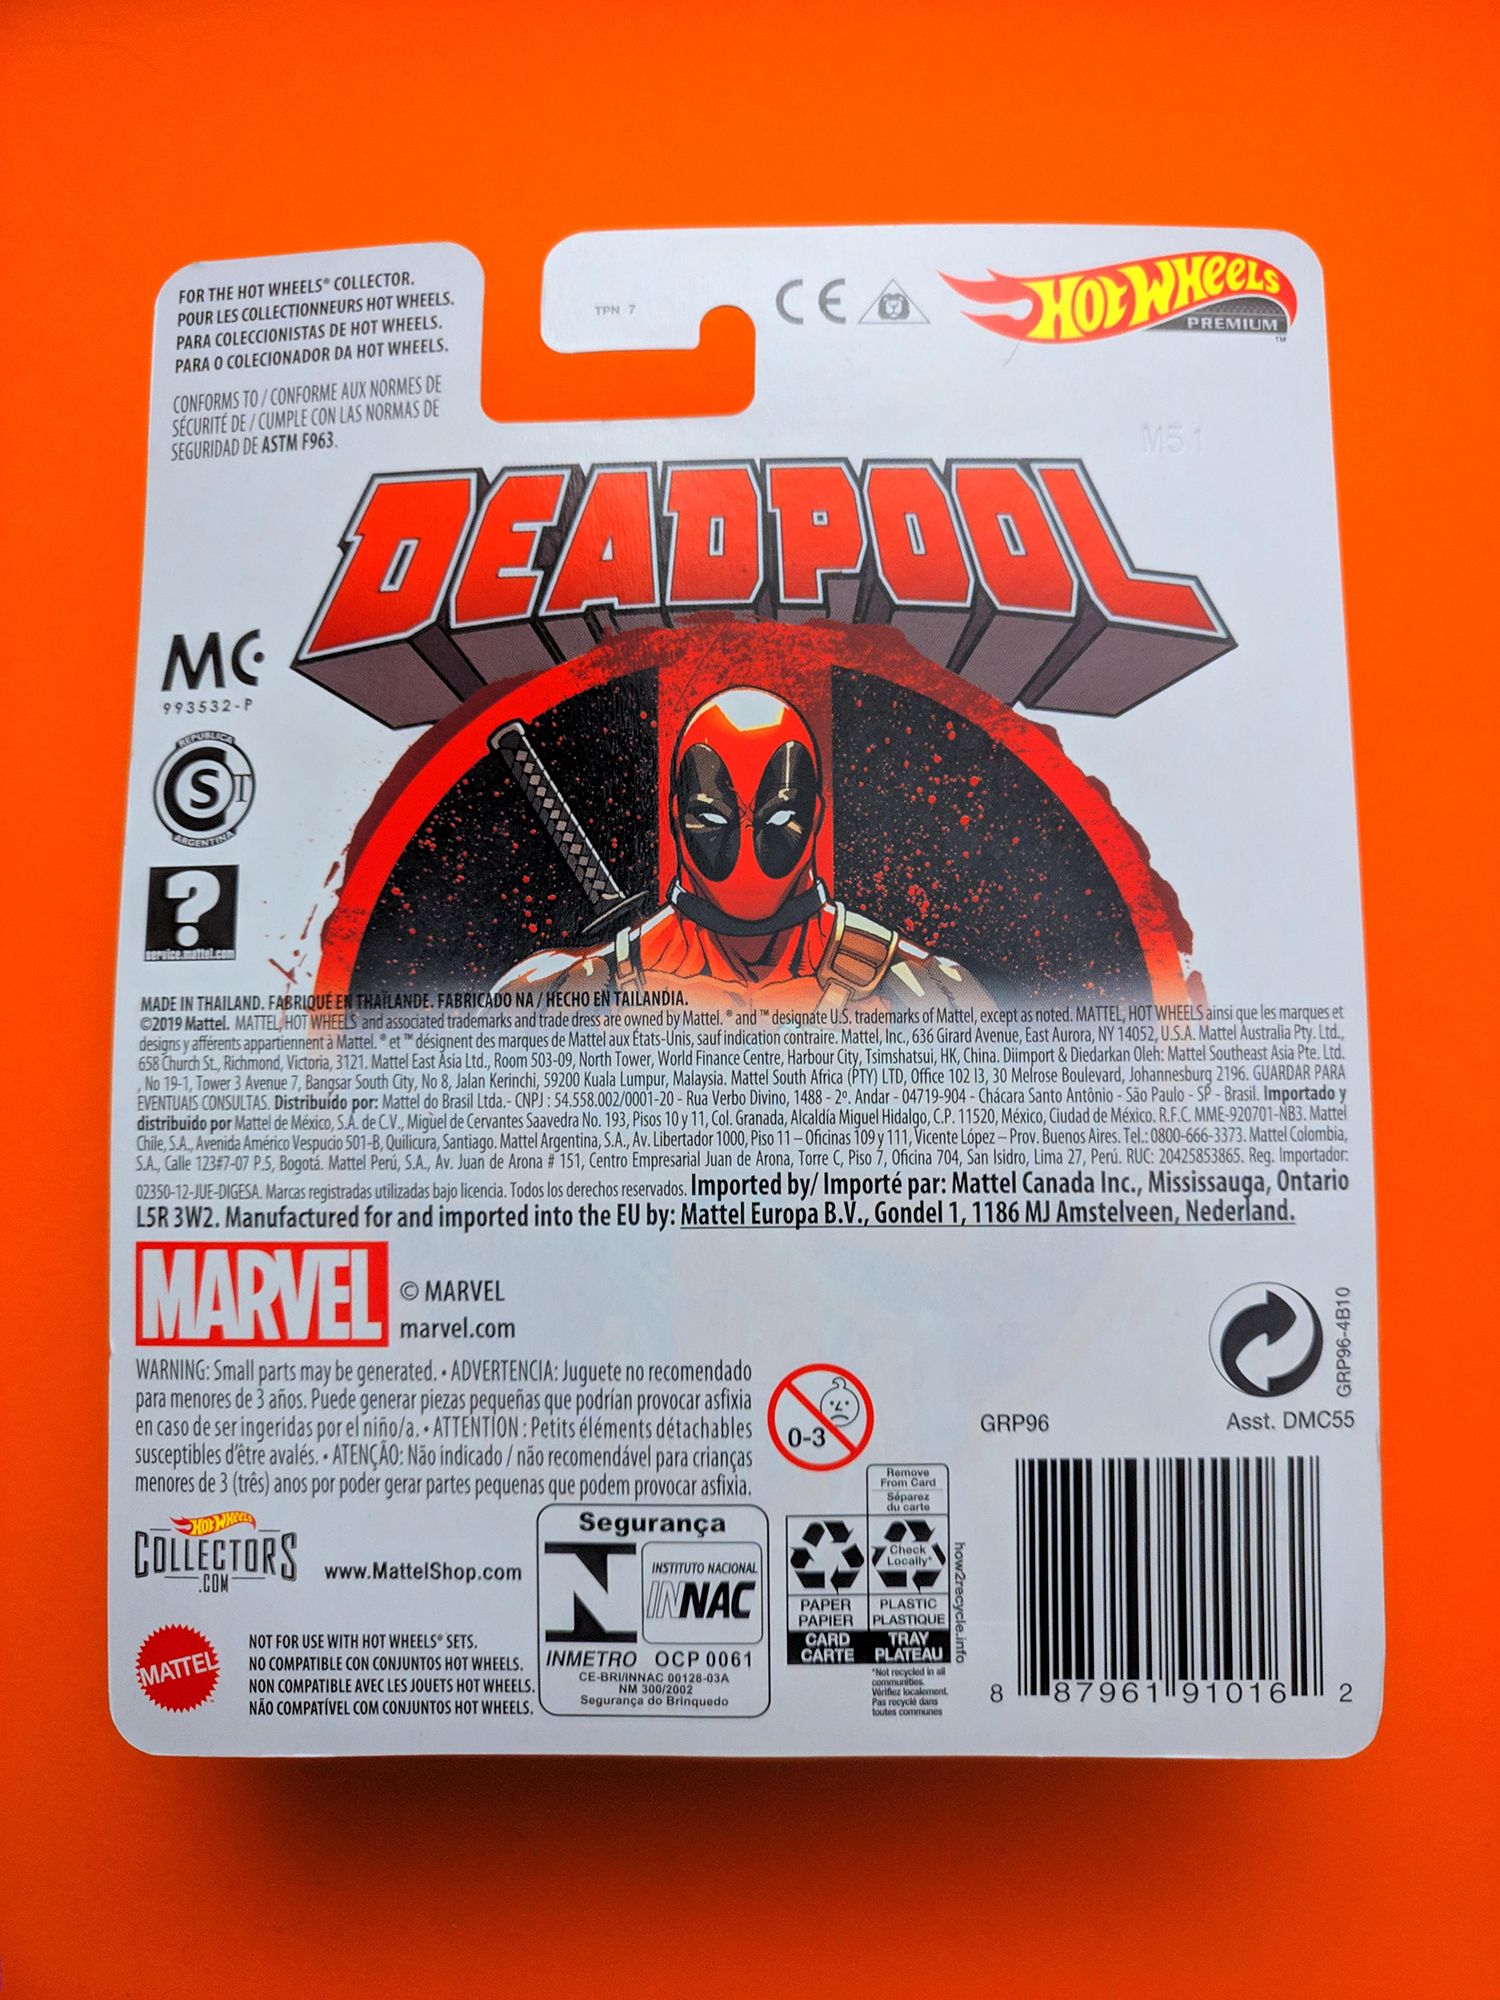 FOR THE HOT WHEELS® COLLECTOR.
POUR LES COLLECTIONNEURS HOT WHEELS.
PARA COLECCIONISTAS DE HOT WHEELS.
PARA O COLECIONADOR DA HOT WHEELS.
CONFORMS TO / CONFORME AUX NORMES DE
SÉCURITÉ DE / CUMPLE CON LAS NORMAS DE
SEGURIDAD DE ASTM F963.
TPN 7
CE
HOT WHEELS
PREMIUM
TM
M51
DEADPOOL
MC
993532-P
REPUBLICA
S T
ARGENTINA
?
service.mattel.com
MADE IN THAILAND. FABRIQUÉ EN THAÏLANDE. FABRICADO NA / HECHO EN TAILANDIA.
©2019 Mattel. MATTEL, HOT WHEELS and associated trademarks and trade dress are owned by Mattel. ® and ™ designate U.S. trademarks of Mattel, except as noted. MATTEL, HOT WHEELS ainsi que les marques et
designs y afférents appartiennent à Mattel. ® et ™ désignent des marques de Mattel aux États-Unis, sauf indication contraire. Mattel, Inc., 636 Girard Avenue, East Aurora, NY 14052, U.S.A. Mattel Australia Pty. Ltd.,
658 Church St., Richmond, Victoria, 3121. Mattel East Asia Ltd., Room 503-09, North Tower, World Finance Centre, Harbour City, Tsimshatsui, HK, China. Diimport & Diedarkan Oleh: Mattel Southeast Asia Pte. Ltd.
, No 19-1, Tower 3 Avenue 7, Bangsar South City, No 8, Jalan Kerinchi, 59200 Kuala Lumpur, Malaysia. Mattel South Africa (PTY) LTD, Office 102 I3, 30 Melrose Boulevard, Johannesburg 2196. GUARDAR PARA
EVENTUAIS CONSULTAS. Distribuído por: Mattel do Brasil Ltda.- CNPJ : 54.558.002/0001-20 - Rua Verbo Divino, 1488 - 2º. Andar - 04719-904 - Chácara Santo Antônio - São Paulo - SP - Brasil. Importado y
distribuido por Mattel de México, S.A. de C.V., Miguel de Cervantes Saavedra No. 193, Pisos 10 y 11, Col. Granada, Alcaldía Miguel Hidalgo, C.P. 11520, México, Ciudad de México. R.F.C. MME-920701-NB3. Mattel
Chile, S.A., Avenida Américo Vespucio 501-B, Quilicura, Santiago. Mattel Argentina, S.A., Av. Libertador 1000, Piso 11 – Oficinas 109 y 111, Vicente López – Prov. Buenos Aires. Tel.: 0800-666-3373. Mattel Colombia,
S.A., Calle 123#7-07 P.5, Bogotá. Mattel Perú, S.A., Av. Juan de Arona # 151, Centro Empresarial Juan de Arona, Torre C, Piso 7, Oficina 704, San Isidro, Lima 27, Perú. RUC: 20425853865. Reg. Importador:
02350-12-JUE-DIGESA. Marcas registradas utilizadas bajo licencia. Todos los derechos reservados. Imported by/ Importé par: Mattel Canada Inc., Mississauga, Ontario
L5R 3W2. Manufactured for and imported into the EU by: Mattel Europa B.V., Gondel 1, 1186 MJ Amstelveen, Nederland.
MARVEL
© MARVEL
marvel.com
WARNING: Small parts may be generated. • ADVERTENCIA: Juguete no recomendado
para menores de 3 años. Puede generar piezas pequeñas que podrían provocar asfixia
en caso de ser ingeridas por el niño/a. • ATTENTION : Petits éléments détachables
susceptibles d'être avalés. • ATENÇÃO: Não indicado / não recomendável para crianças
menores de 3 (três) anos por poder gerar partes pequenas que podem provocar asfixia.
0-3
GRP96-4B10
GRP96
Asst. DMC55
HOT WHEELS
COLLECTORS
.COM
www.MattelShop.com
MATTEL
NOT FOR USE WITH HOT WHEELS® SETS.
NO COMPATIBLE CON CONJUNTOS HOT WHEELS.
NON COMPATIBLE AVEC LES JOUETS HOT WHEELS.
NÃO COMPATÍVEL COM CONJUNTOS HOT WHEELS.
Segurança
INSTITUTO NACIONAL
INNAC
INMETRO OCP 0061
CE-BRI/INNAC 00128-03A
NM 300/2002
Segurança do Brinquedo
Remove
From Card
Séparez
du carte
Check
Locally*
PAPER
PAPIER
PLASTIC
PLASTIQUE
CARD
CARTE
TRAY
PLATEAU
*Not recycled in all
communities.
Vérifiez localement.
Pas recyclé dans
toutes communes
how2recycle.info
8 87961 91016 2